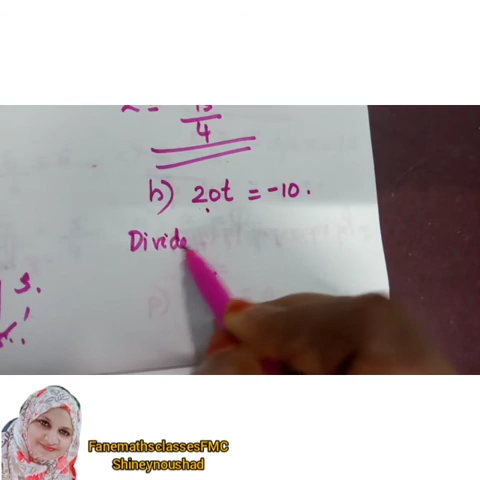 4
h) 20t = -10.
Divide
S.
FanemathsclassesFMC
Shineynoushad